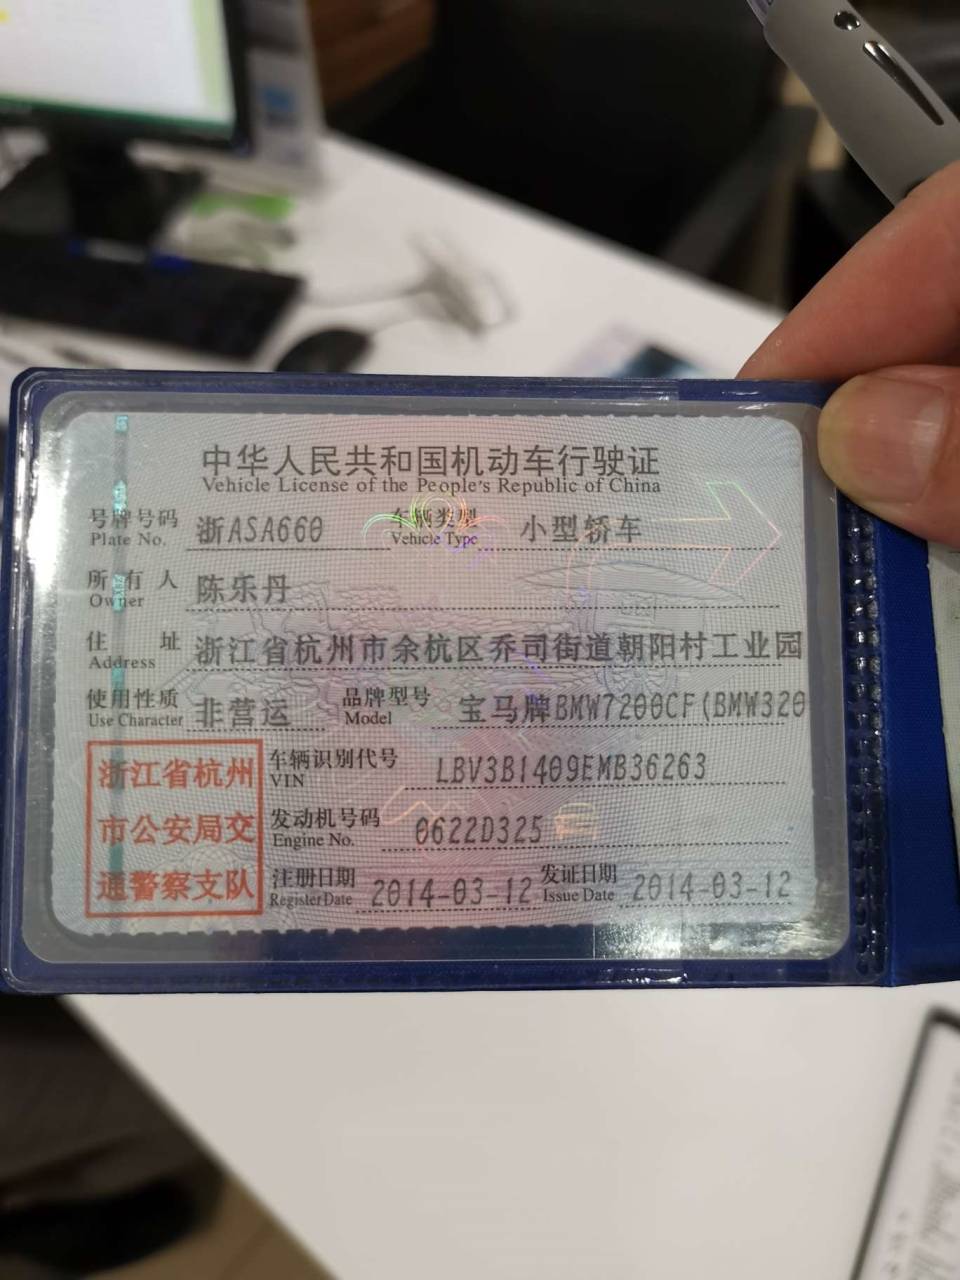 中华人民共和国机动车行驶证
Vehicle License of the People's Republic of China
号牌号码 浙ASA660 车辆类型 小型轿车
Plate No. Vehicle Type
所有人 陈乐丹
Owner
住址 浙江省杭州市余杭区乔司街道朝阳村工业园
Address
使用性质 非营运 品牌型号 宝马牌BMW7200CF(BMW320
Use Character Model
浙江省杭州
市公安局交
通警察支队
车辆识别代号 LBV3B1409EMB36263
VIN
发动机号码 0622D325
Engine No.
注册日期 2014-03-12 发证日期 2014-03-12
Register Date Issue Date